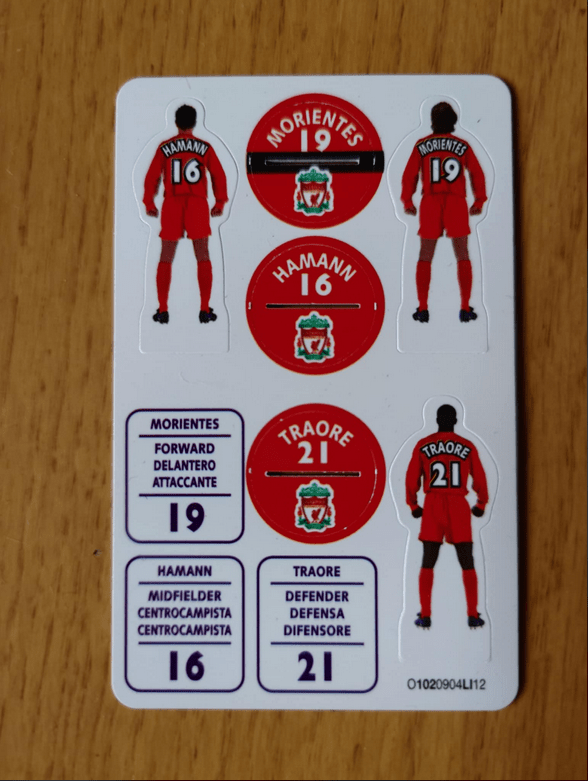 HAMANN
16
MORIENTES
19
MORIENTES
19
HAMANN
16
MORIENTES
FORWARD
DELANTERO
ATTACCANTE
19
TRAORE
21
TRAORE
21
HAMANN
MIDFIELDER
CENTROCAMPISTA
CENTROCAMPISTA
16
TRAORE
DEFENDER
DEFENSA
DIFENSORE
21
O1020904LI12